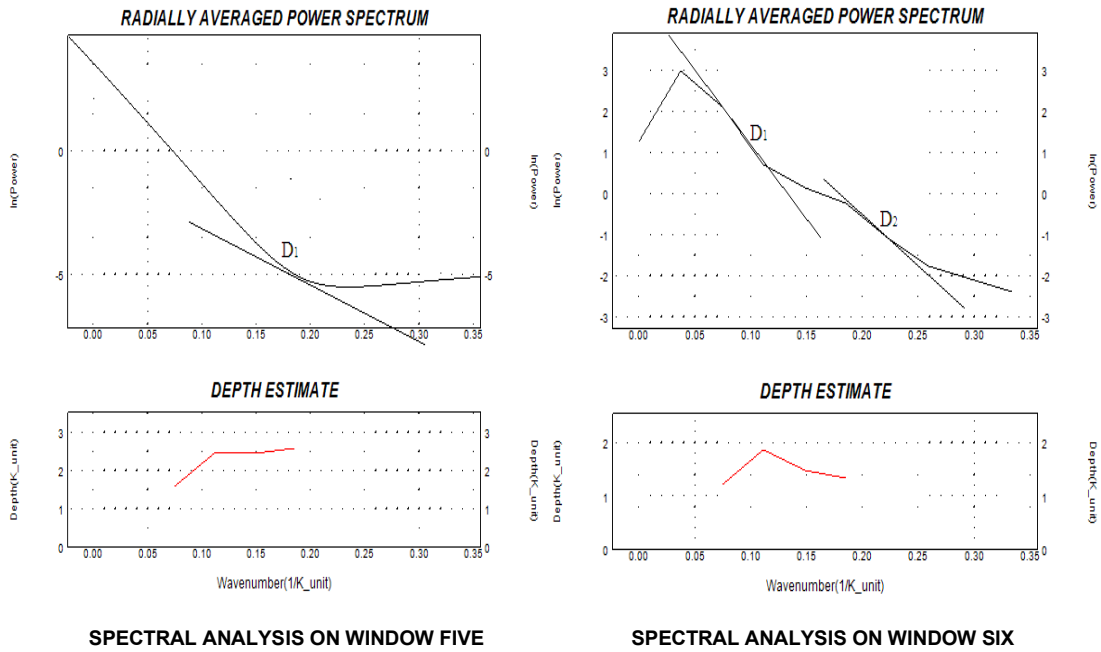 RADIALLY AVERAGED POWER SPECTRUM
ln(Power)
0
-5
D1
0
-5
ln(Power)
0.00 0.05 0.10 0.15 0.20 0.25 0.30 0.35
DEPTH ESTIMATE
Depth(K_unit)
3
2
1
0
3
2
1
0
Depth(K_unit)
0.00 0.05 0.10 0.15 0.20 0.25 0.30 0.35
Wavenumber(1/K_unit)
SPECTRAL ANALYSIS ON WINDOW FIVE
RADIALLY AVERAGED POWER SPECTRUM
ln(Power)
3
2
1
0
-1
-2
-3
D1
D2
3
2
1
0
-1
-2
-3
ln(Power)
0.00 0.05 0.10 0.15 0.20 0.25 0.30 0.35
DEPTH ESTIMATE
Depth(K_unit)
2
1
0
2
1
0
Depth(K_unit)
0.00 0.05 0.10 0.15 0.20 0.25 0.30 0.35
Wavenumber(1/K_unit)
SPECTRAL ANALYSIS ON WINDOW SIX